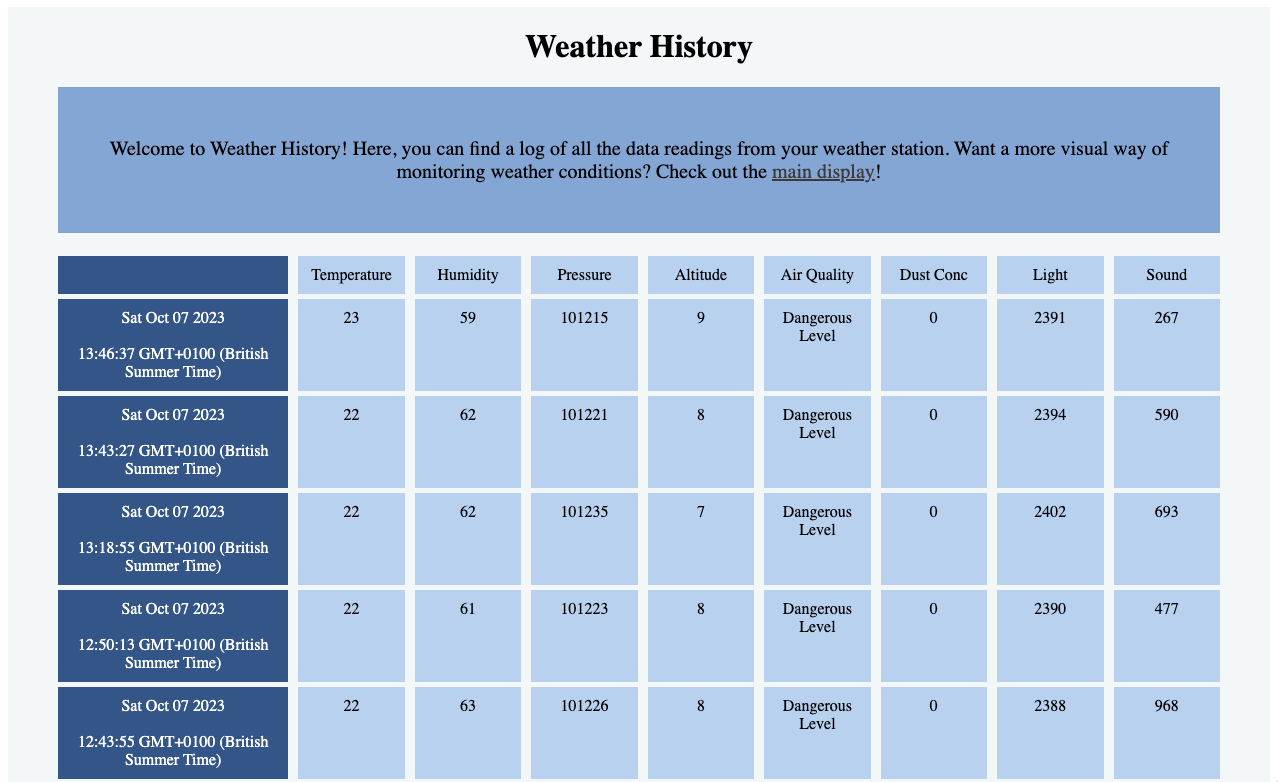 Weather History
Welcome to Weather History! Here, you can find a log of all the data readings from your weather station. Want a more visual way of
monitoring weather conditions? Check out the main display!
Temperature Humidity Pressure Altitude Air Quality Dust Conc Light Sound
Sat Oct 07 2023 23 59 101215 9 Dangerous 0 2391 267
Level
13:46:37 GMT+0100 (British
Summer Time)
Sat Oct 07 2023 22 62 101221 8 Dangerous 0 2394 590
Level
13:43:27 GMT+0100 (British
Summer Time)
Sat Oct 07 2023 22 62 101235 7 Dangerous 0 2402 693
Level
13:18:55 GMT+0100 (British
Summer Time)
Sat Oct 07 2023 22 61 101223 8 Dangerous 0 2390 477
Level
12:50:13 GMT+0100 (British
Summer Time)
Sat Oct 07 2023 22 63 101226 8 Dangerous 0 2388 968
Level
12:43:55 GMT+0100 (British
Summer Time)